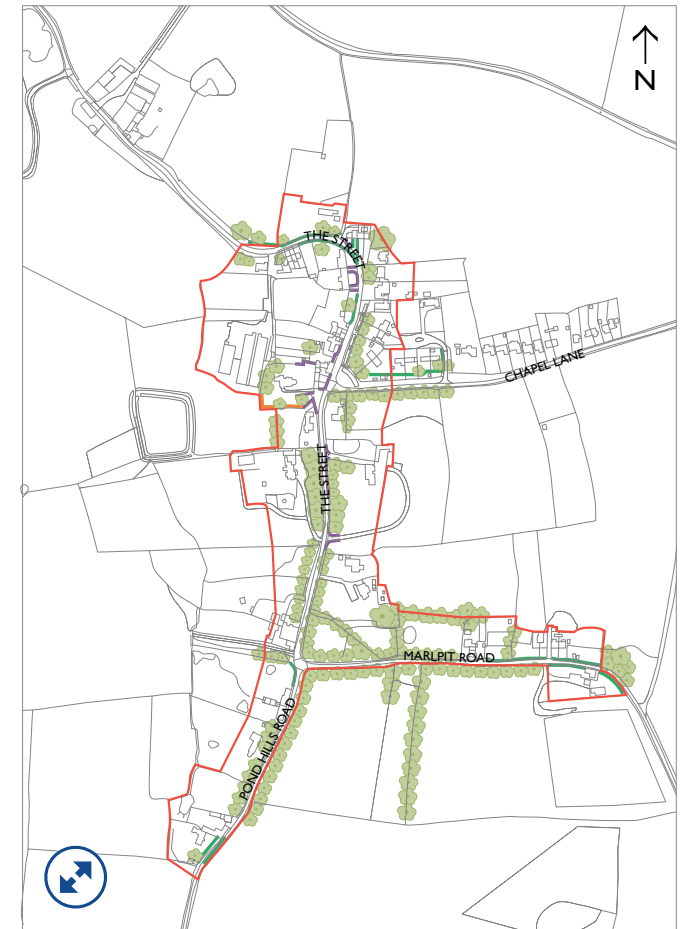 N
THE STREET
CHAPEL LANE
THE STREET
MARLPIT ROAD
POND HILLS ROAD